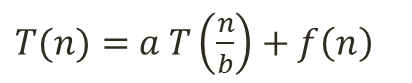 T(n) = a T(n/b) + f(n)